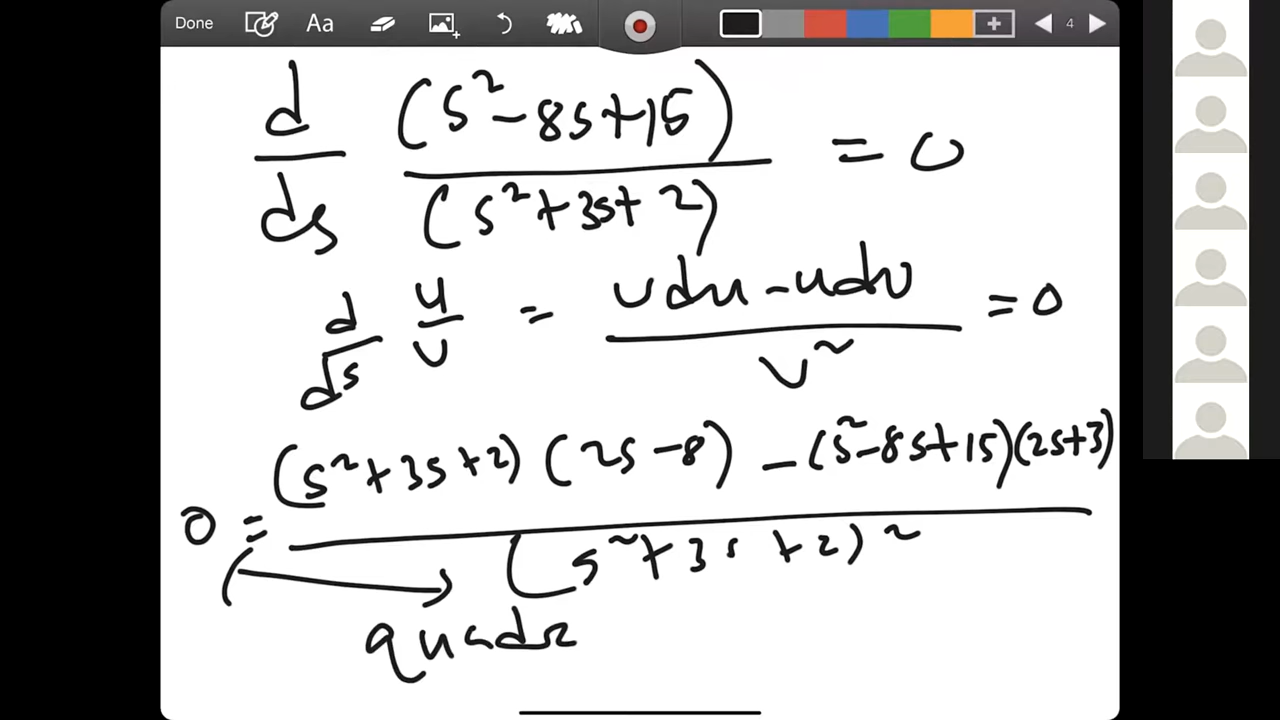 Done Aa 4
d/ds (s²-8s+15)/(s²+3s+2) = 0
d/ds u/v = (vdu-udv)/v² = 0
0 = ((s²+3s+2)(2s-8) - (s²-8s+15)(2s+3))/(s²+3s+2)²